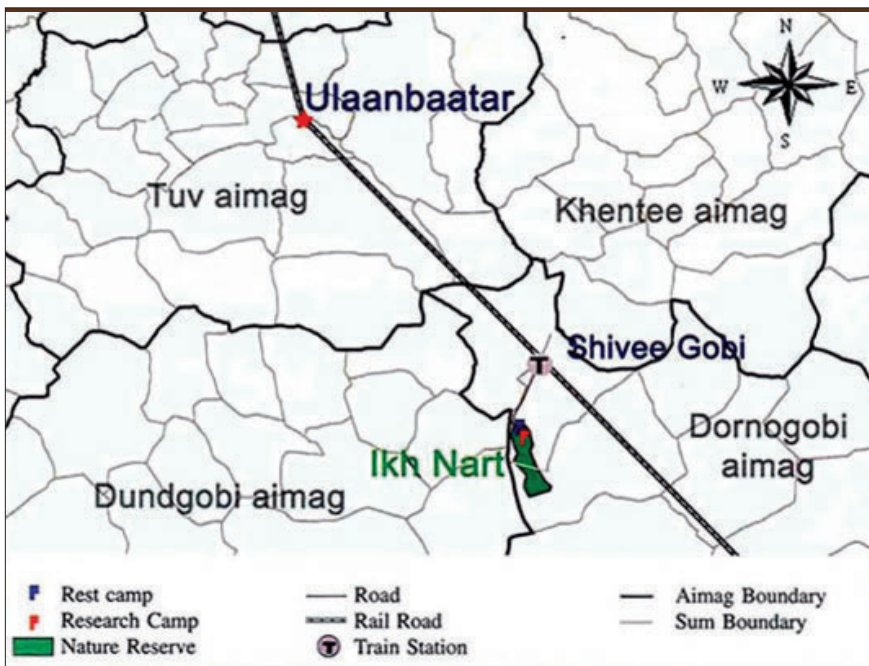 N
W
E
S
Ulaanbaatar
Tuv aimag
Khentee aimag
Shivee Gobi
T
Dornogobi
aimag
Ikh Nart
Dundgobi aimag
Rest camp
Road
Aimag Boundary
Research Camp
Rail Road
Sum Boundary
Nature Reserve
T
Train Station